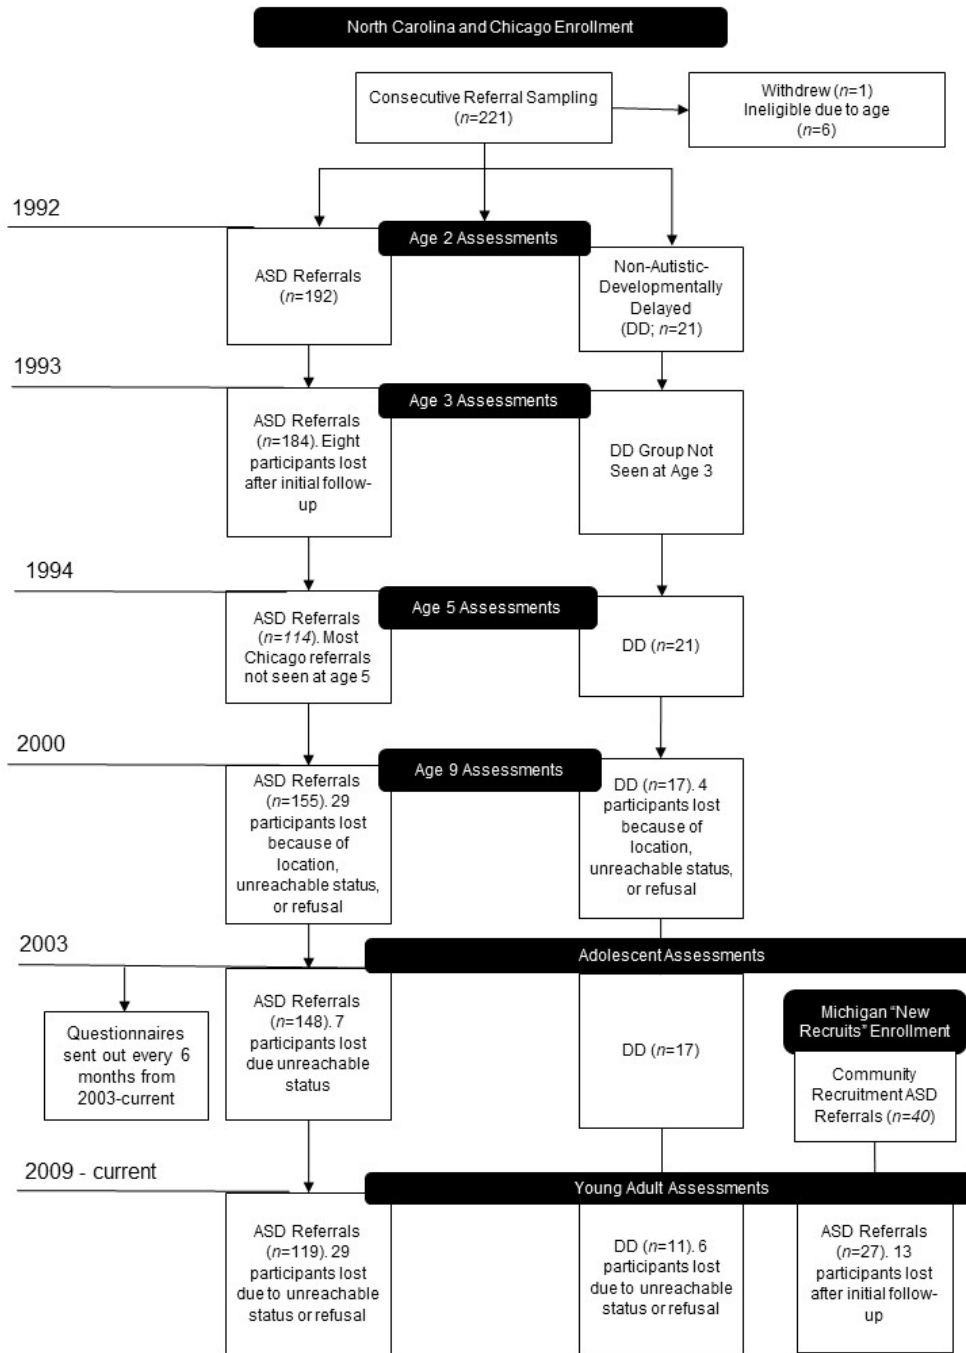 North Carolina and Chicago Enrollment
Consecutive Referral Sampling
(n=221)
Withdrew (n=1)
Ineligible due to age
(n=6)
1992
Age 2 Assessments
ASD Referrals
(n=192)
Non-Autistic-
Developmentally
Delayed
(DD; n=21)
1993
Age 3 Assessments
ASD Referrals
(n=184). Eight
participants lost
after initial follow-
up
DD Group Not
Seen at Age 3
1994
Age 5 Assessments
ASD Referrals
(n=114). Most
Chicago referrals
not seen at age 5
DD (n=21)
2000
Age 9 Assessments
ASD Referrals
(n=155). 29
participants lost
because of
location,
unreachable status,
or refusal
DD (n=17). 4
participants lost
because of
location,
unreachable status,
or refusal
2003
Adolescent Assessments
Questionnaires
sent out every 6
months from
2003-current
ASD Referrals
(n=148). 7
participants lost
due unreachable
status
DD (n=17)
Michigan “New
Recruits” Enrollment
Community
Recruitment ASD
Referrals (n=40)
2009 - current
Young Adult Assessments
ASD Referrals
(n=119). 29
participants lost
due to unreachable
status or refusal
DD (n=11). 6
participants lost
due to unreachable
status or refusal
ASD Referrals
(n=27). 13
participants lost
after initial follow-
up